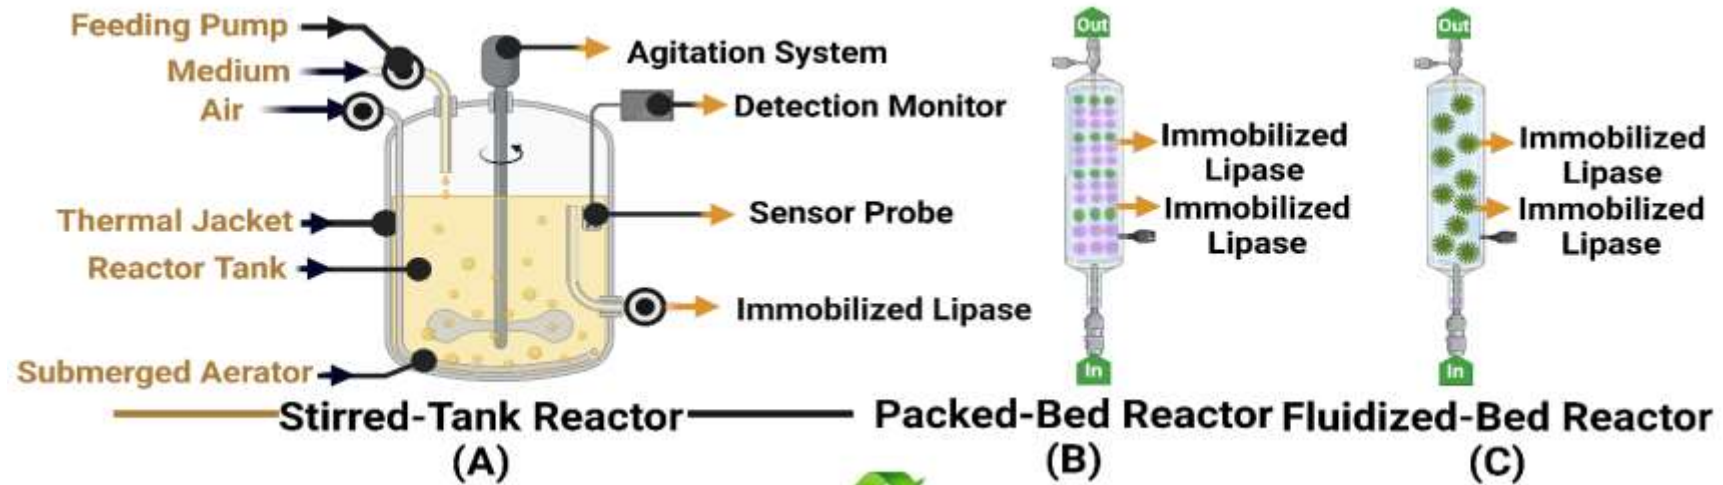 Feeding Pump
Medium
Air
Thermal Jacket
Reactor Tank
Submerged Aerator
Agitation System
Detection Monitor
Sensor Probe
Immobilized Lipase
Stirred-Tank Reactor
(A)
Out
Immobilized
Lipase
Immobilized
Lipase
In
Packed-Bed Reactor
(B)
Out
Immobilized
Lipase
Immobilized
Lipase
In
Fluidized-Bed Reactor
(C)